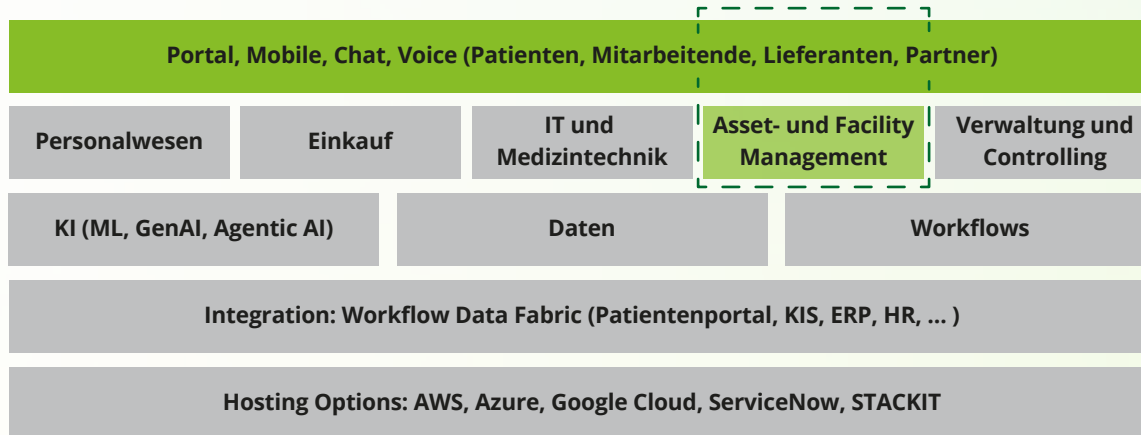 Portal, Mobile, Chat, Voice (Patienten, Mitarbeitende, Lieferanten, Partner)
Personalwesen
Einkauf
IT und
Medizintechnik
Asset- und Facility
Management
Verwaltung und
Controlling
KI (ML, GenAI, Agentic AI)
Daten
Workflows
Integration: Workflow Data Fabric (Patientenportal, KIS, ERP, HR, ... )
Hosting Options: AWS, Azure, Google Cloud, ServiceNow, STACKIT